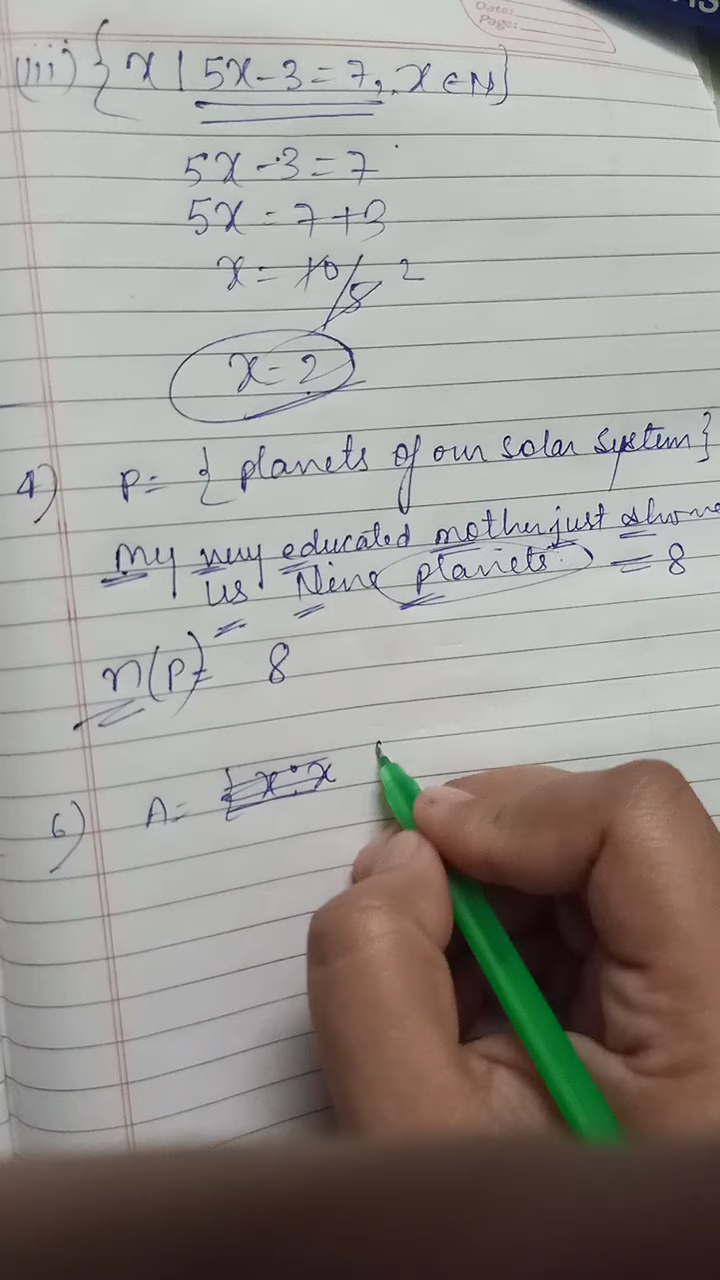 Date:
Page:
(iii) {x | 5x - 3 = 7, x ∈ N}
5x - 3 = 7
5x = 7 + 3
x = 10/5 2
x = 2
4) P = { planets of our solar system}
My very educated mother just shows
us Nine planets. = 8
n(P) = 8
6) A = {x : x